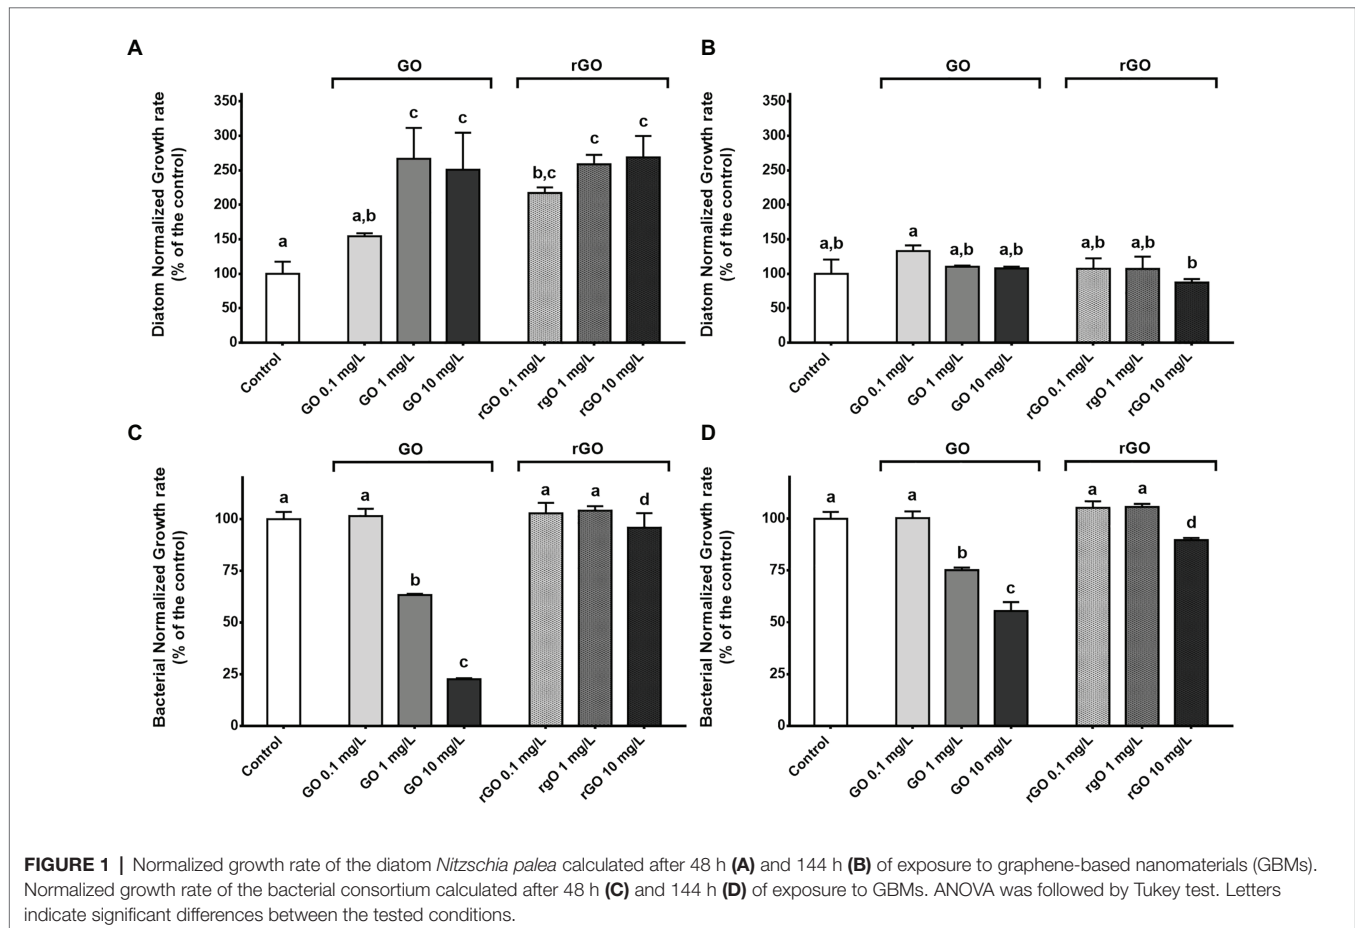 A
GO
rGO
Diatom Normalized Growth rate
(% of the control)
350
300
250
200
150
100
50
0
a
a,b
c
c
b,c
c
c
Control
GO 0.1 mg/L
GO 1 mg/L
GO 10 mg/L
rGO 0.1 mg/L
rgO 1 mg/L
rGO 10 mg/L
B
GO
rGO
Diatom Normalized Growth rate
(% of the control)
350
300
250
200
150
100
50
0
a,b
a
a,b
a,b
a,b
a,b
b
Control
GO 0.1 mg/L
GO 1 mg/L
GO 10 mg/L
rGO 0.1 mg/L
rgO 1 mg/L
rGO 10 mg/L
C
GO
rGO
Bacterial Normalized Growth rate
(% of the control)
100
75
50
25
0
a
a
b
c
a
a
d
Control
GO 0.1 mg/L
GO 1 mg/L
GO 10 mg/L
rGO 0.1 mg/L
rgO 1 mg/L
rGO 10 mg/L
D
GO
rGO
Bacterial Normalized Growth rate
(% of the control)
100
75
50
25
0
a
a
b
c
a
a
d
Control
GO 0.1 mg/L
GO 1 mg/L
GO 10 mg/L
rGO 0.1 mg/L
rgO 1 mg/L
rGO 10 mg/L
FIGURE 1 | Normalized growth rate of the diatom Nitzschia palea calculated after 48 h (A) and 144 h (B) of exposure to graphene-based nanomaterials (GBMs).
Normalized growth rate of the bacterial consortium calculated after 48 h (C) and 144 h (D) of exposure to GBMs. ANOVA was followed by Tukey test. Letters
indicate significant differences between the tested conditions.